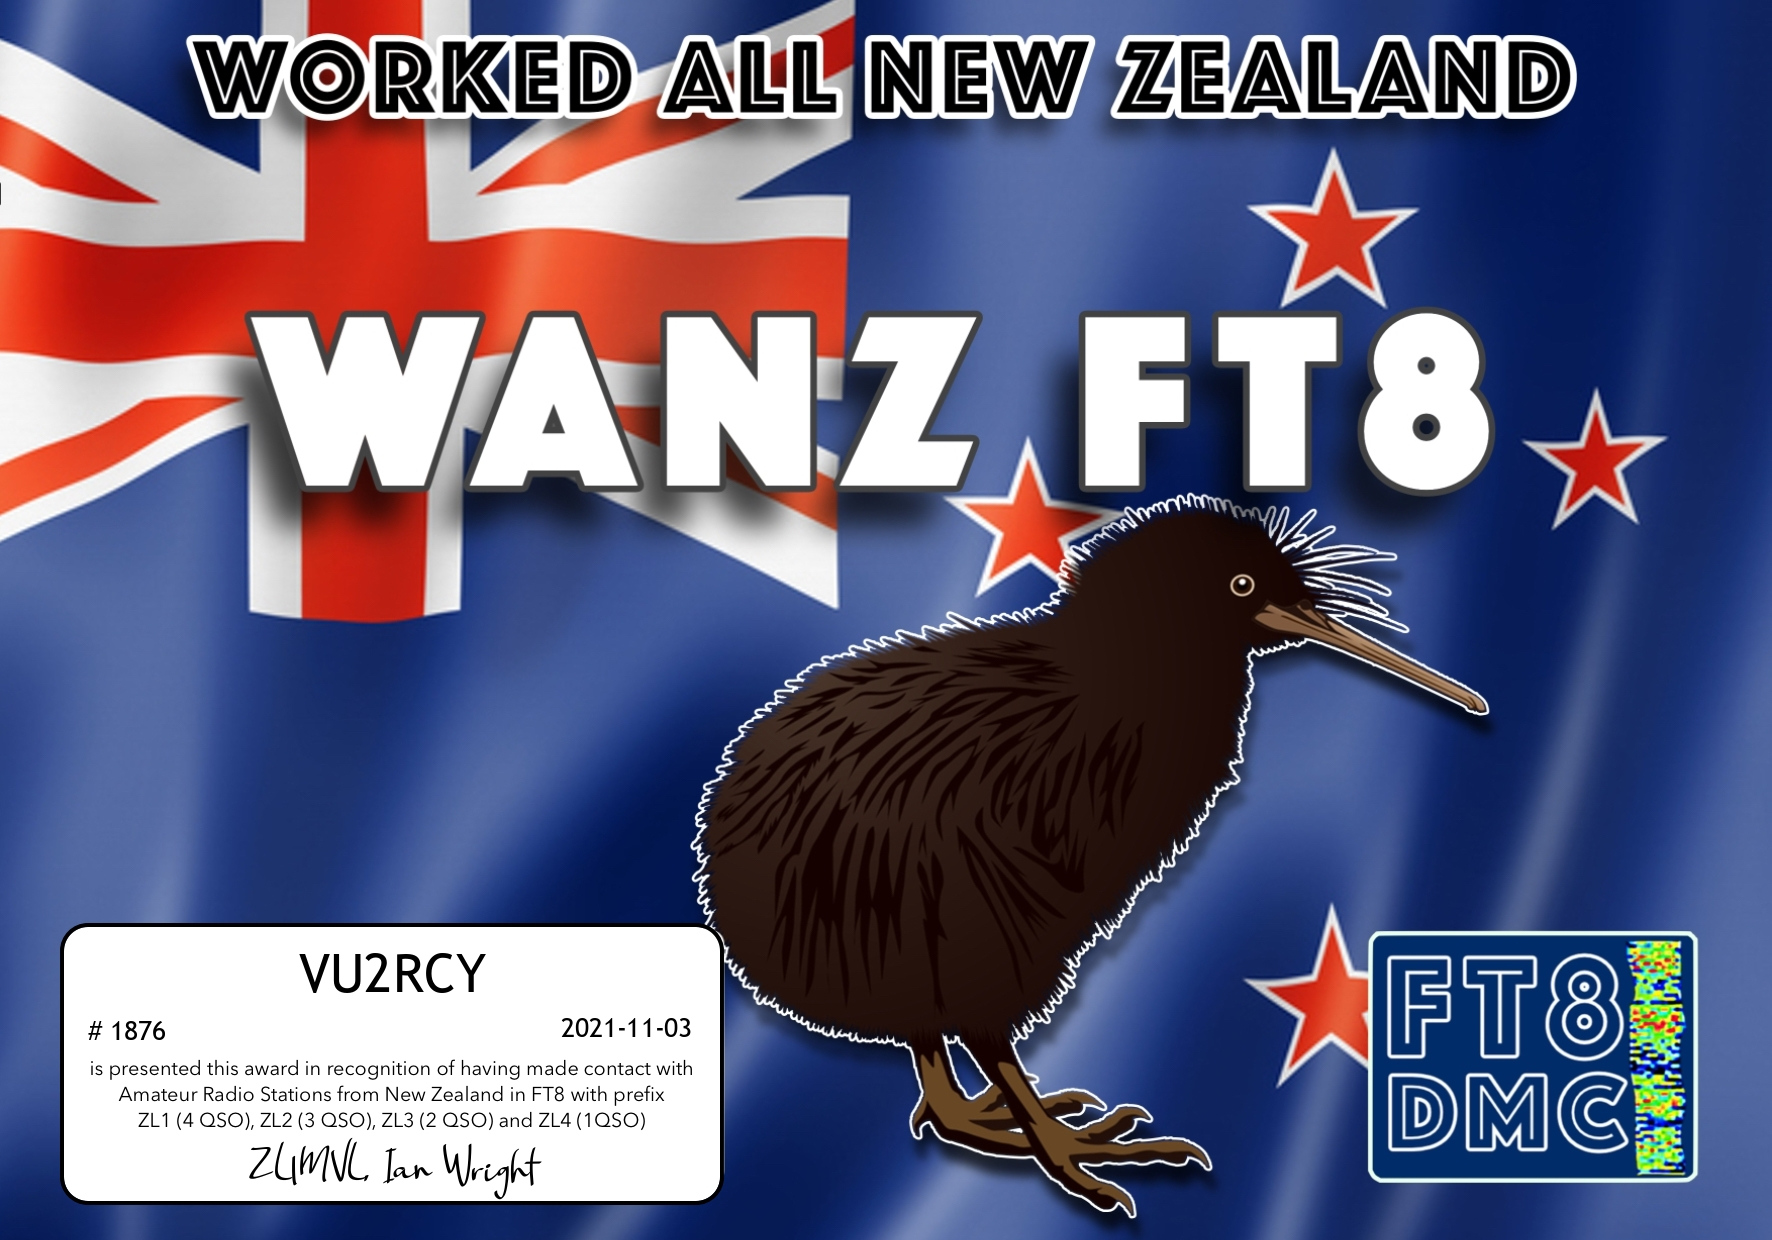 WORKED ALL NEW ZEALAND
WANZ FT8
VU2RCY
# 1876
2021-11-03
is presented this award in recognition of having made contact with
Amateur Radio Stations from New Zealand in FT8 with prefix
ZL1 (4 QSO), ZL2 (3 QSO), ZL3 (2 QSO) and ZL4 (1QSO)
Ian Wright
FT8
DMC